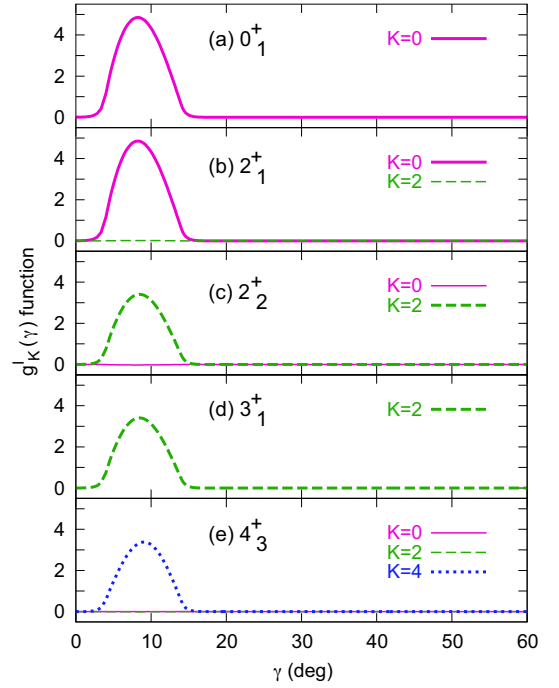 4
2
0
(a) 0⁺₁
K=0
4
2
0
(b) 2⁺₁
K=0
K=2
4
2
0
(c) 2⁺₂
K=0
K=2
4
2
0
(d) 3⁺₁
K=2
4
2
0
(e) 4⁺₃
K=0
K=2
K=4
0 10 20 30 40 50 60
γ (deg)
gᴵ_K(γ) function